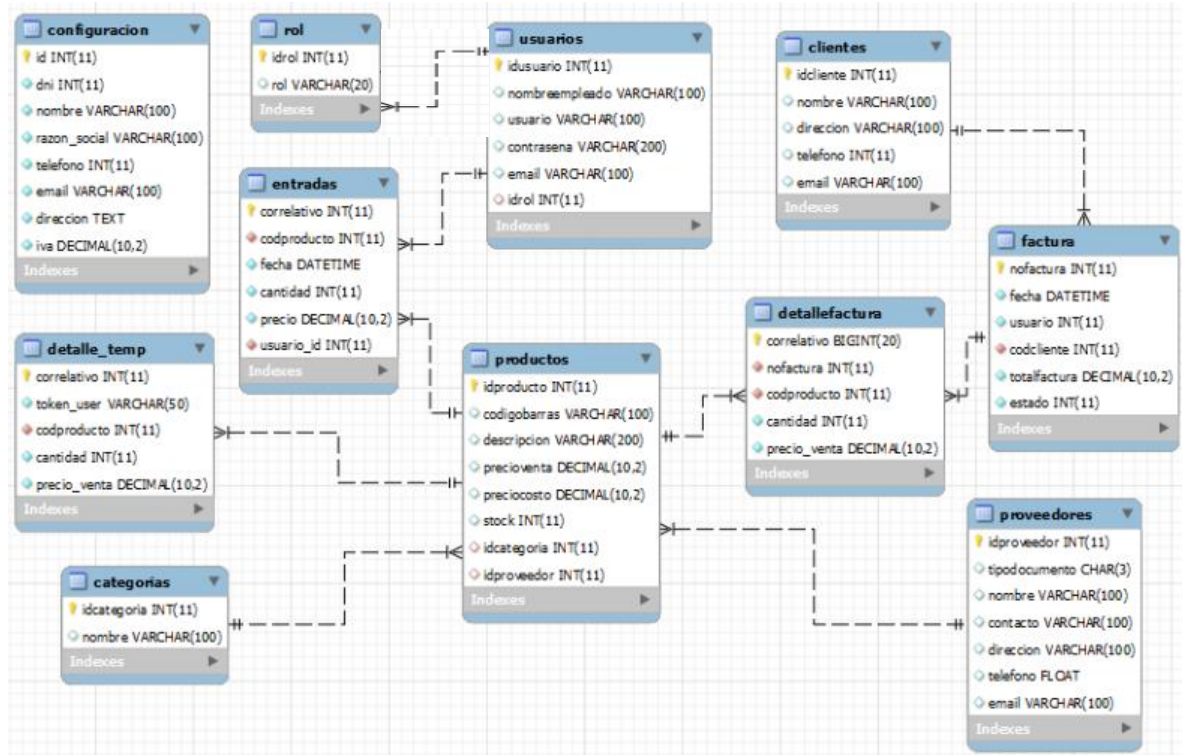 configuracion
id INT(11)
dni INT(11)
nombre VARCHAR(100)
razon_social VARCHAR(100)
telefono INT(11)
email VARCHAR(100)
direccion TEXT
iva DECIMAL(10,2)
Indexes
rol
idrol INT(11)
rol VARCHAR(20)
Indexes
usuarios
idusuario INT(11)
nombreempleado VARCHAR(100)
usuario VARCHAR(100)
contrasena VARCHAR(200)
email VARCHAR(100)
idrol INT(11)
Indexes
clientes
idcliente INT(11)
nombre VARCHAR(100)
direccion VARCHAR(100)
telefono INT(11)
email VARCHAR(100)
Indexes
entradas
correlativo INT(11)
codproducto INT(11)
fecha DATETIME
cantidad INT(11)
precio DECIMAL(10,2)
usuario_id INT(11)
Indexes
factura
nofactura INT(11)
fecha DATETIME
usuario INT(11)
codcliente INT(11)
totalfactura DECIMAL(10,2)
estado INT(11)
Indexes
detalle_temp
correlativo INT(11)
token_user VARCHAR(50)
codproducto INT(11)
cantidad INT(11)
precio_venta DECIMAL(10,2)
Indexes
productos
idproducto INT(11)
codigobarras VARCHAR(100)
descripcion VARCHAR(200)
precioventa DECIMAL(10,2)
preciocosto DECIMAL(10,2)
stock INT(11)
idcategoria INT(11)
idproveedor INT(11)
Indexes
detallefactura
correlativo BIGINT(20)
nofactura INT(11)
codproducto INT(11)
cantidad INT(11)
precio_venta DECIMAL(10,2)
Indexes
categorias
idcategoria INT(11)
nombre VARCHAR(100)
Indexes
proveedores
idproveedor INT(11)
tipodocumento CHAR(3)
nombre VARCHAR(100)
contacto VARCHAR(100)
direccion VARCHAR(100)
telefono FLOAT
email VARCHAR(100)
Indexes